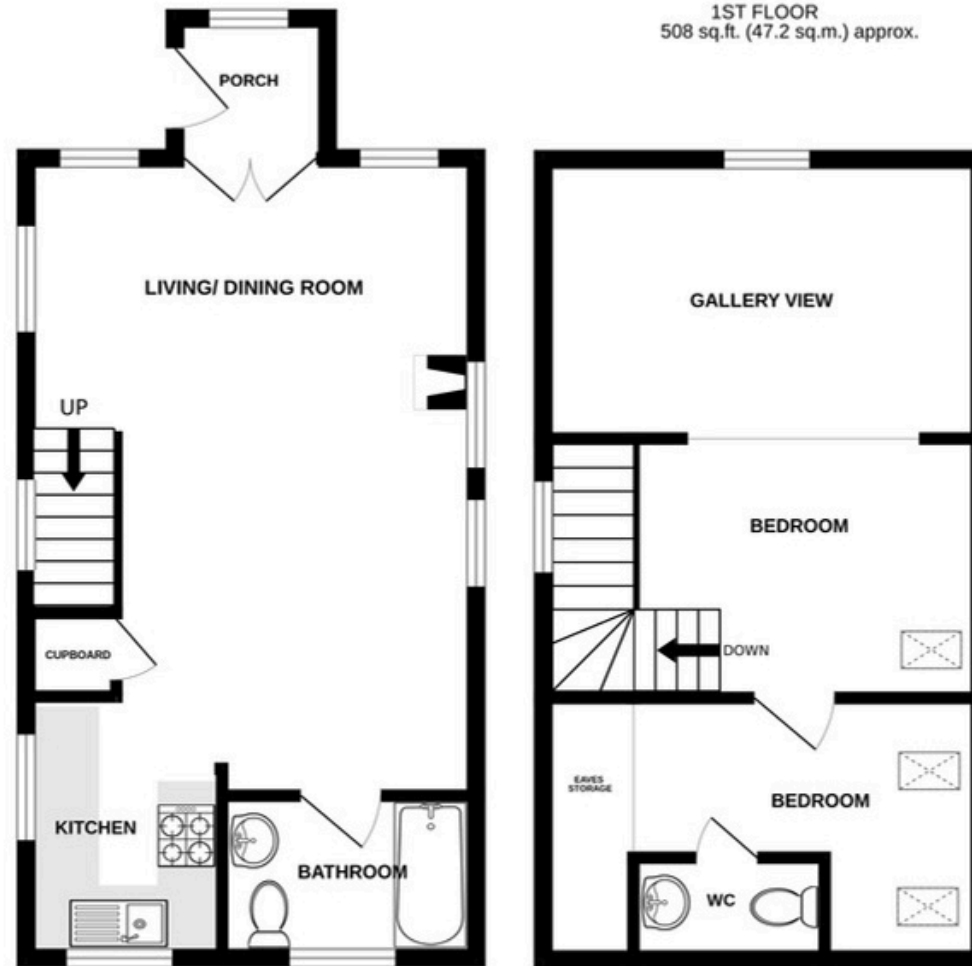 1ST FLOOR
508 sq.ft. (47.2 sq.m.) approx.
PORCH
LIVING/ DINING ROOM
UP
CUPBOARD
KITCHEN
BATHROOM
GALLERY VIEW
BEDROOM
DOWN
EAVES
STORAGE
BEDROOM
WC